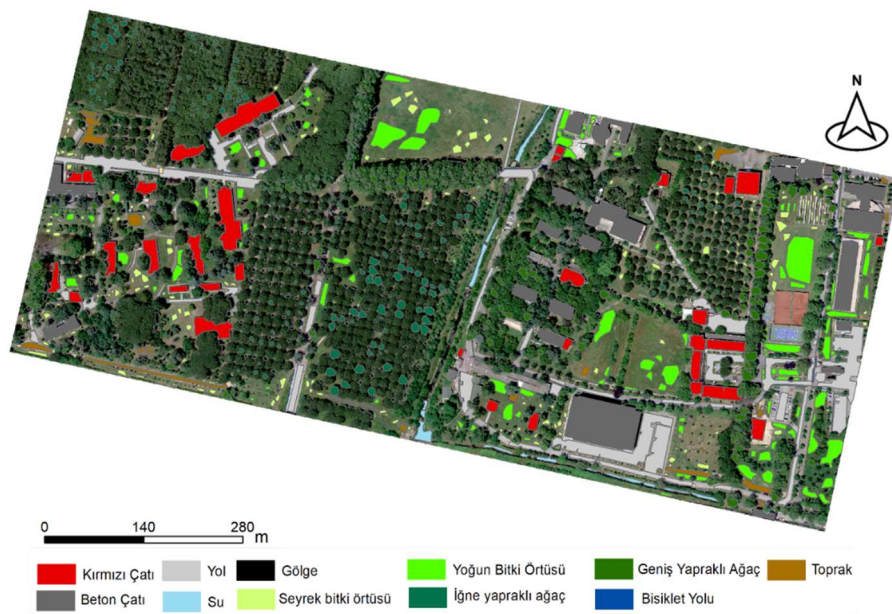 N
0 140 280 m
Kırmızı Çatı Yol Gölge Yoğun Bitki Örtüsü Geniş Yapraklı Ağaç Toprak
Beton Çatı Su Seyrek bitki örtüsü İğne yapraklı ağaç Bisiklet Yolu